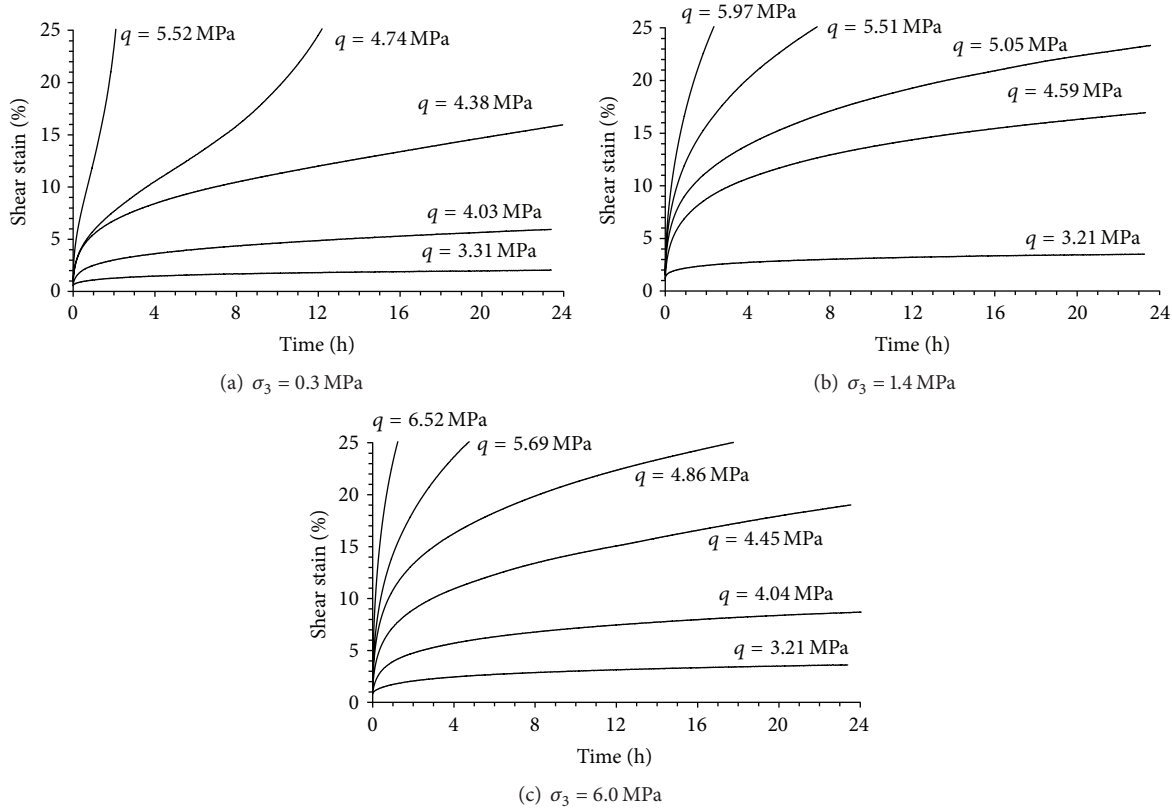 25
20
15
10
5
0
Shear stain (%)
q = 5.52 MPa
q = 4.74 MPa
q = 4.38 MPa
q = 4.03 MPa
q = 3.31 MPa
0 4 8 12 16 20 24
Time (h)
(a) σ3 = 0.3 MPa
25
20
15
10
5
0
Shear stain (%)
q = 5.97 MPa
q = 5.51 MPa
q = 5.05 MPa
q = 4.59 MPa
q = 3.21 MPa
0 4 8 12 16 20 24
Time (h)
(b) σ3 = 1.4 MPa
25
20
15
10
5
0
Shear stain (%)
q = 6.52 MPa
q = 5.69 MPa
q = 4.86 MPa
q = 4.45 MPa
q = 4.04 MPa
q = 3.21 MPa
0 4 8 12 16 20 24
Time (h)
(c) σ3 = 6.0 MPa